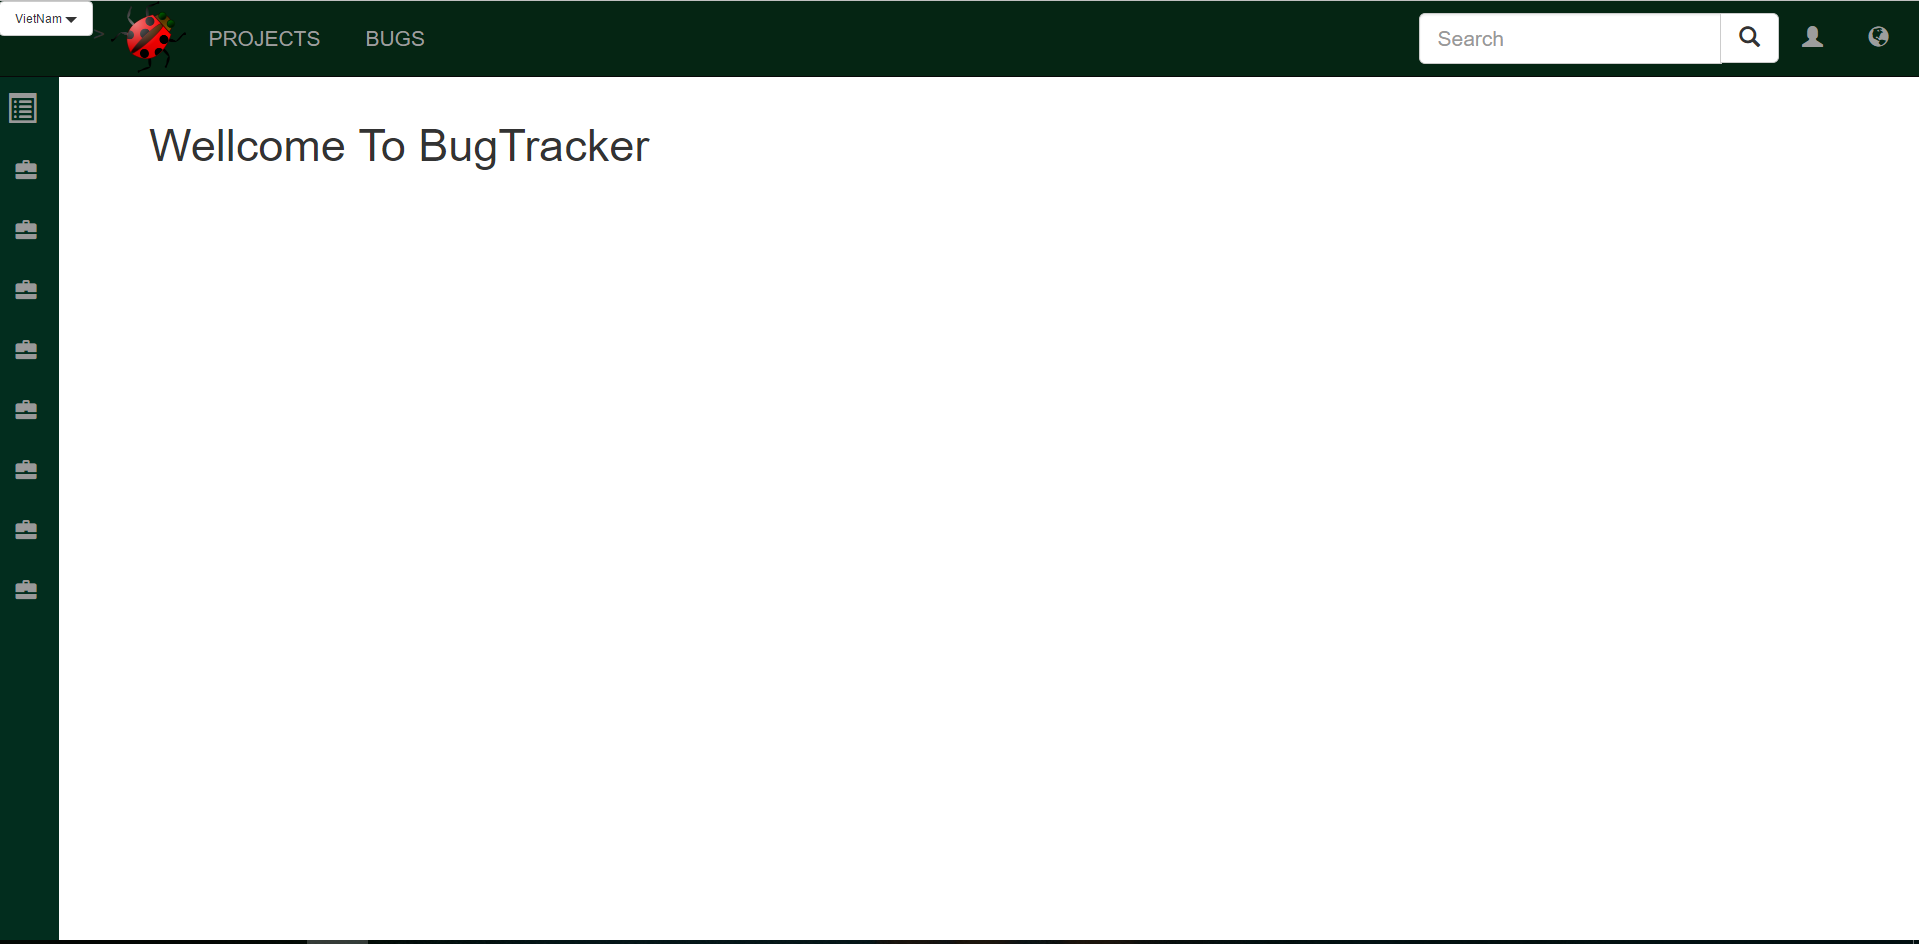 VietNam
>
PROJECTS
BUGS
Search
Wellcome To BugTracker